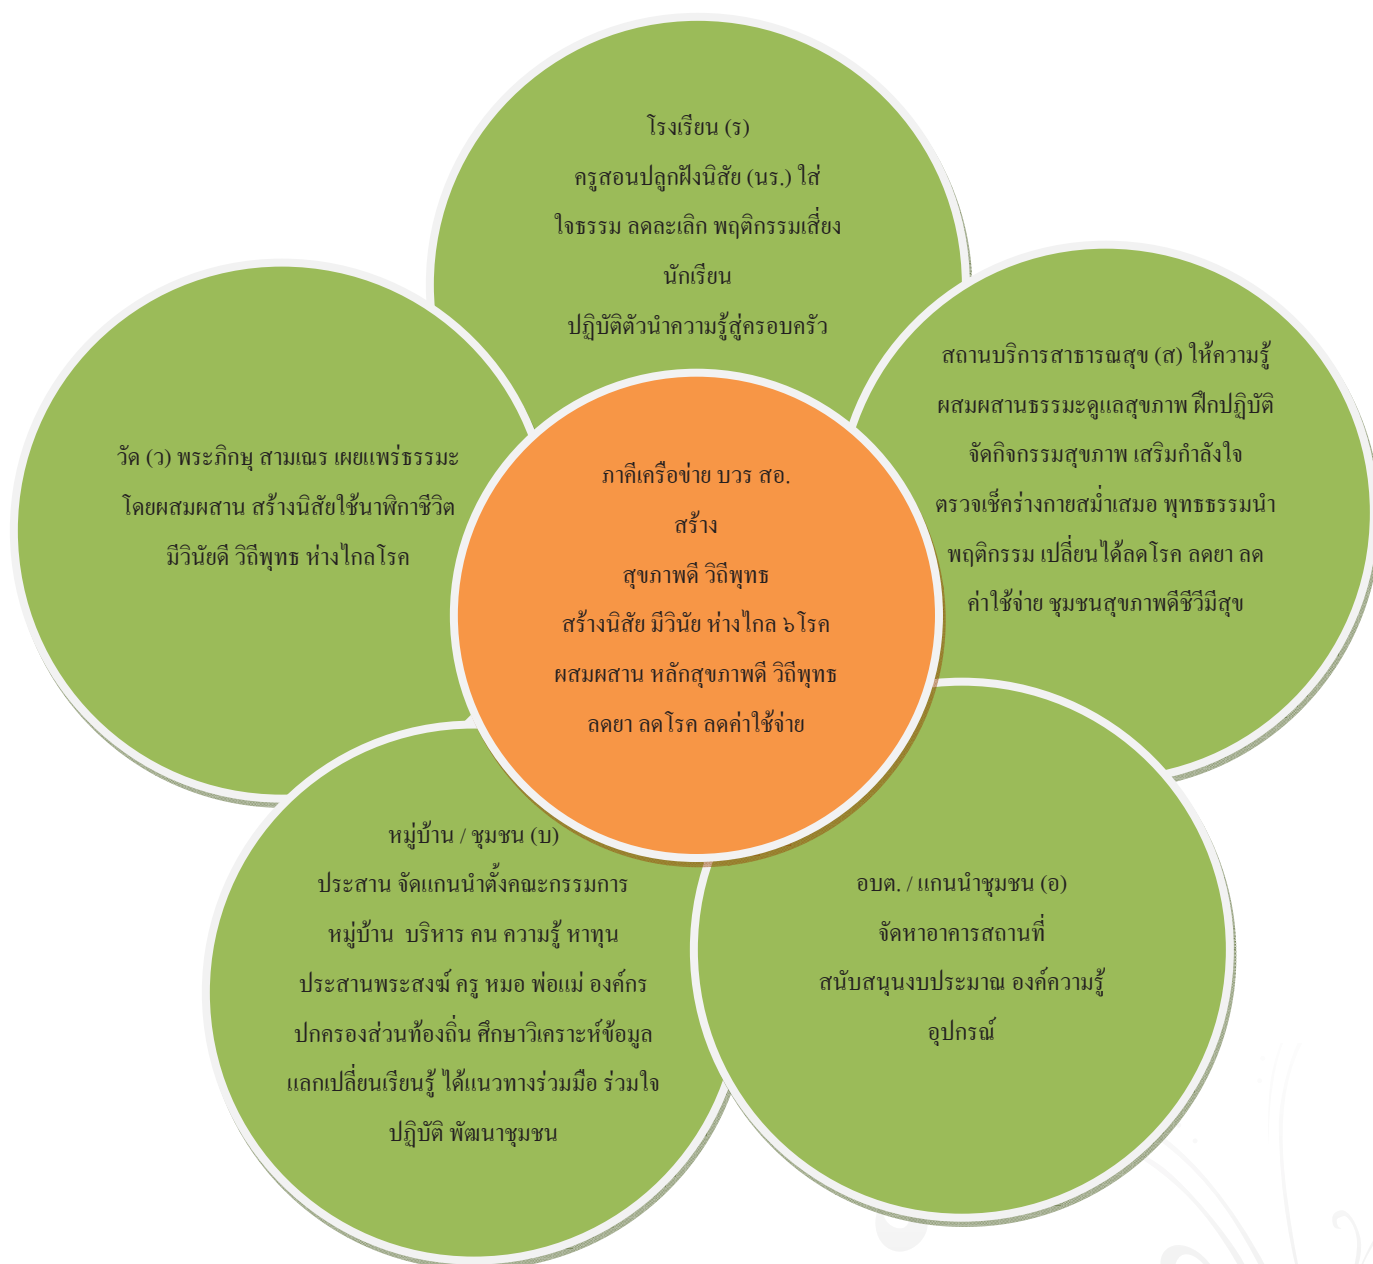 โรงเรียน (ร)
ครูสอนปลูกฝังนิสัย (นร.) ใส่
ใจธรรม ลดละเลิก พฤติกรรมเสี่ยง
นักเรียน
ปฏิบัติตัวนำความรู้สู่ครอบครัว
สถานบริการสาธารณสุข (ส) ให้ความรู้
ผสมผสานธรรมะดูแลสุขภาพ ฝึกปฏิบัติ
จัดกิจกรรมสุขภาพ เสริมกำลังใจ
ตรวจเช็คร่างกายสม่ำเสมอ พุทธธรรมนำ
พฤติกรรม เปลี่ยนได้ลดโรค ลดยา ลด
ค่าใช้จ่าย ชุมชนสุขภาพดีชีวีมีสุข
วัด (ว) พระภิกษุ สามเณร เผยแพร่ธรรมะ
โดยผสมผสาน สร้างนิสัยใช้นาฬิกาชีวิต
มีวินัยดี วิถีพุทธ ห่างไกลโรค
ภาคีเครือข่าย บวร สอ.
สร้าง
สุขภาพดี วิถีพุทธ
สร้างนิสัย มีวินัย ห่างไกล ๖ โรค
ผสมผสาน หลักสุขภาพดี วิถีพุทธ
ลดยา ลดโรค ลดค่าใช้จ่าย
หมู่บ้าน / ชุมชน (บ)
ประสาน จัดแกนนำตั้งคณะกรรมการ
หมู่บ้าน บริหาร คน ความรู้ หาทุน
ประสานพระสงฆ์ ครู หมอ พ่อแม่ องค์กร
ปกครองส่วนท้องถิ่น ศึกษาวิเคราะห์ข้อมูล
แลกเปลี่ยนเรียนรู้ ได้แนวทางร่วมมือ ร่วมใจ
ปฏิบัติ พัฒนาชุมชน
อบต. / แกนนำชุมชน (อ)
จัดหาอาคารสถานที่
สนับสนุนงบประมาณ องค์ความรู้
อุปกรณ์